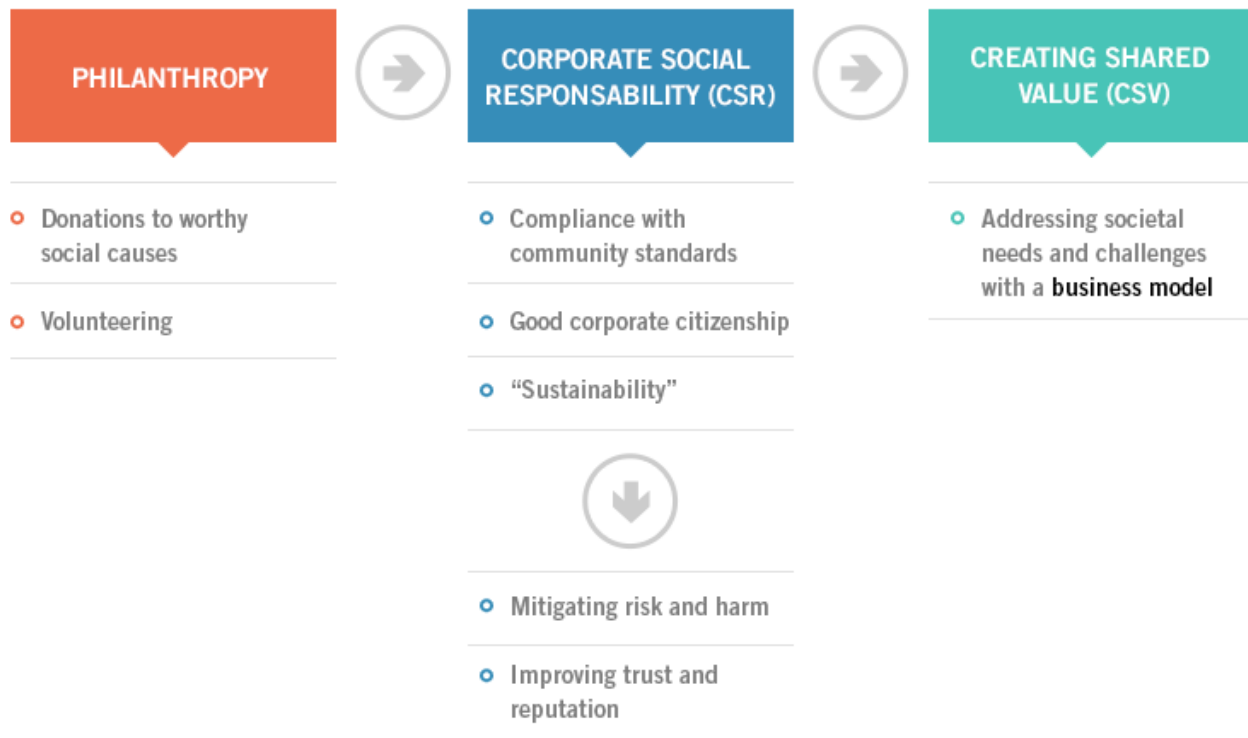 PHILANTHROPY
Donations to worthy
social causes
Volunteering
CORPORATE SOCIAL
RESPONSABILITY (CSR)
Compliance with
community standards
Good corporate citizenship
“Sustainability”
Mitigating risk and harm
Improving trust and
reputation
CREATING SHARED
VALUE (CSV)
Addressing societal
needs and challenges
with a business model